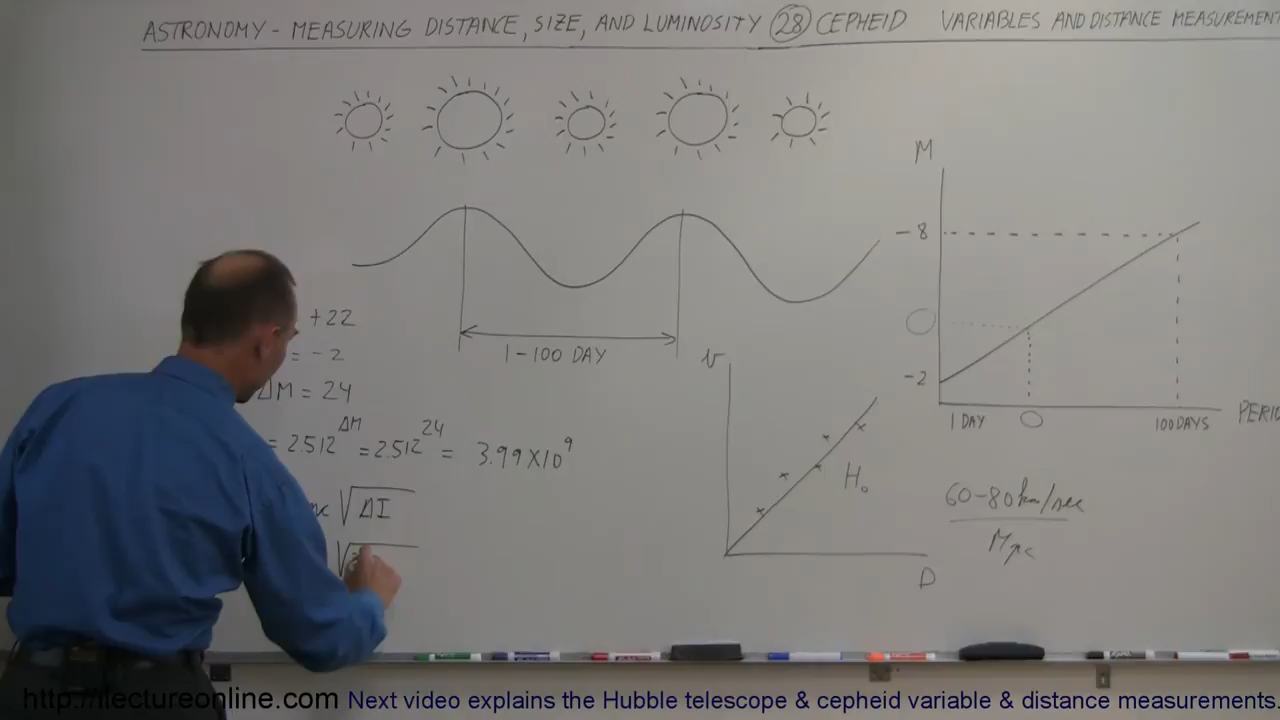 ASTRONOMY - MEASURING DISTANCE, SIZE, AND LUMINOSITY (28) CEPHEID VARIABLES AND DISTANCE MEASUREMENT
M
-8
-2
1 DAY
100 DAYS
PERIO
1-100 DAY
+22
= -2
ΔM = 24
= 2.512^ΔM = 2.512^24 = 3.99 X 10^9
√ΔI
v
H₀
D
60-80 km/sec
Mpc
http://ilectureonline.com Next video explains the Hubble telescope & cepheid variable & distance measurements.